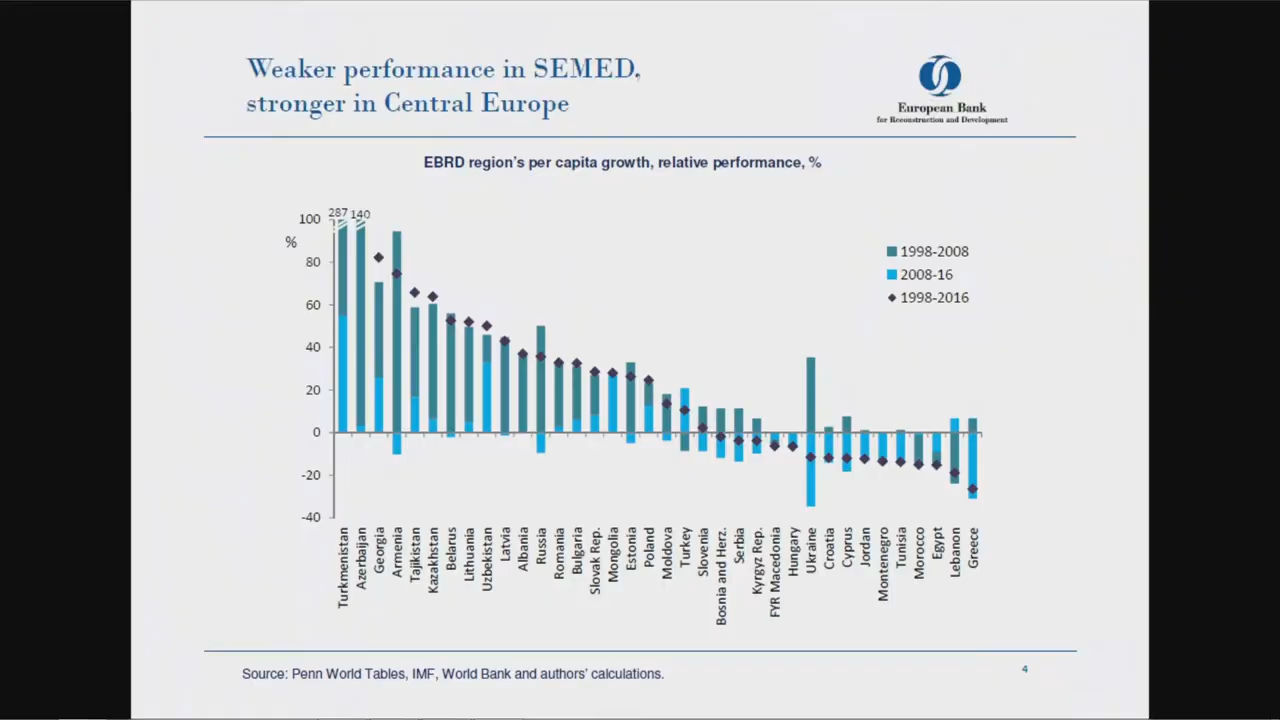 Weaker performance in SEMED,
stronger in Central Europe
European Bank
for Reconstruction and Development
EBRD region's per capita growth, relative performance, %
287 140
100
%
80
60
40
20
0
-20
-40
1998-2008
2008-16
1998-2016
Turkmenistan
Azerbaijan
Georgia
Armenia
Tajikistan
Kazakhstan
Belarus
Lithuania
Uzbekistan
Latvia
Albania
Russia
Romania
Bulgaria
Slovak Rep.
Mongolia
Estonia
Poland
Moldova
Turkey
Slovenia
Bosnia and Herz.
Serbia
Kyrgyz Rep.
FYR Macedonia
Hungary
Ukraine
Croatia
Cyprus
Jordan
Montenegro
Tunisia
Morocco
Egypt
Lebanon
Greece
Source: Penn World Tables, IMF, World Bank and authors' calculations.
4